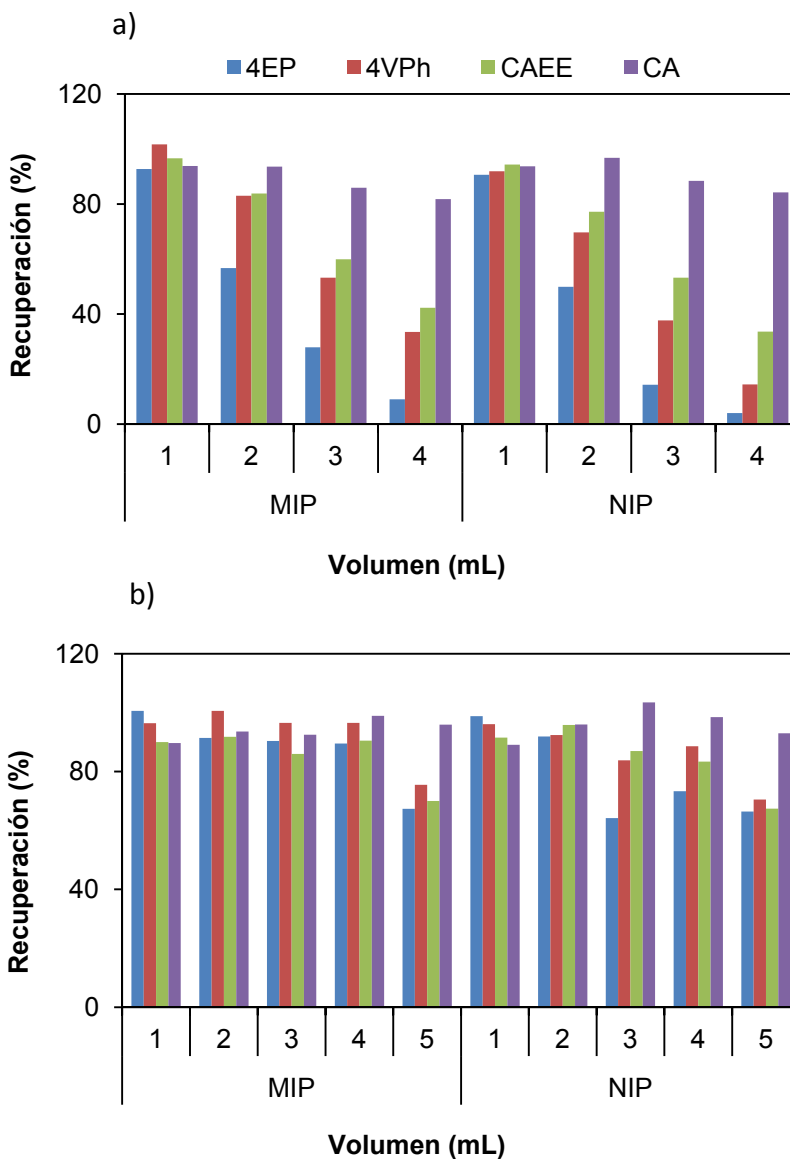 a)
4EP 4VPh CAEE CA
120
80
40
0
Recuperación (%)
1 2 3 4 1 2 3 4
MIP NIP
Volumen (mL)
b)
120
80
40
0
Recuperación (%)
1 2 3 4 5 1 2 3 4 5
MIP NIP
Volumen (mL)